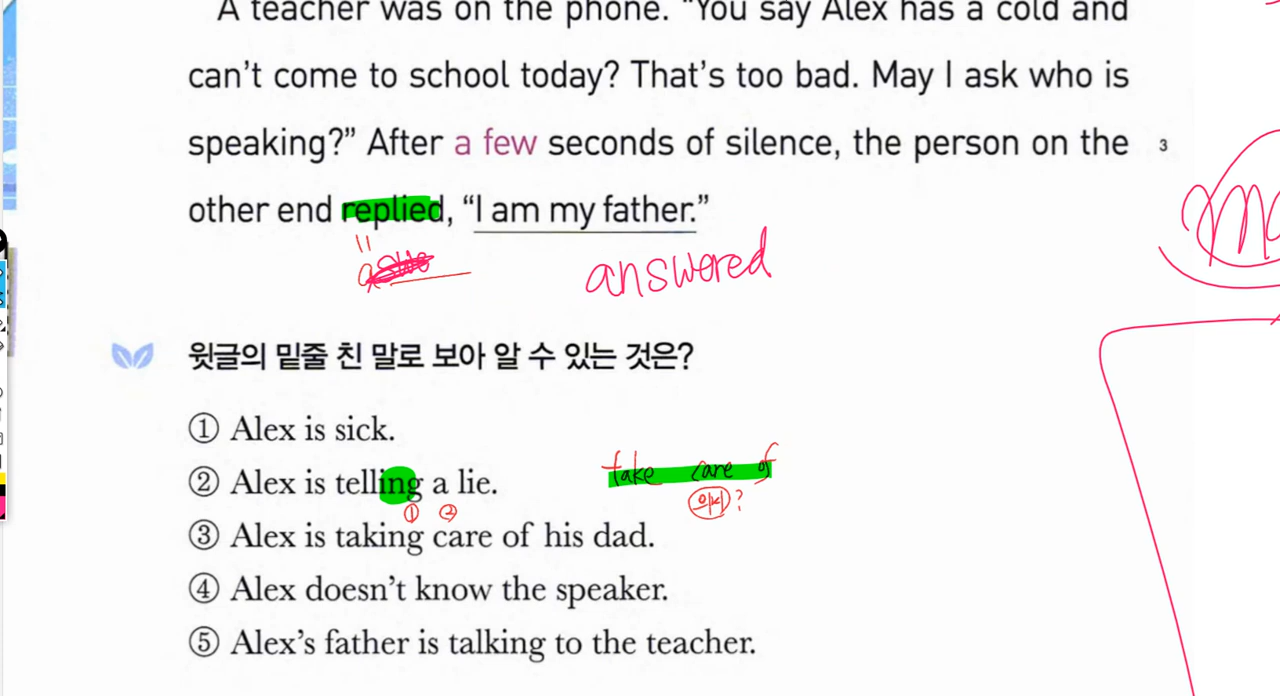 A teacher was on the phone. “You say Alex has a cold and
can’t come to school today? That’s too bad. May I ask who is
speaking?” After a few seconds of silence, the person on the 3
other end replied, “I am my father.”
answered
윗글의 밑줄 친 말로 보아 알 수 있는 것은?
① Alex is sick.
② Alex is telling a lie. take care of
① ②
③ Alex is taking care of his dad.
④ Alex doesn’t know the speaker.
⑤ Alex’s father is talking to the teacher.